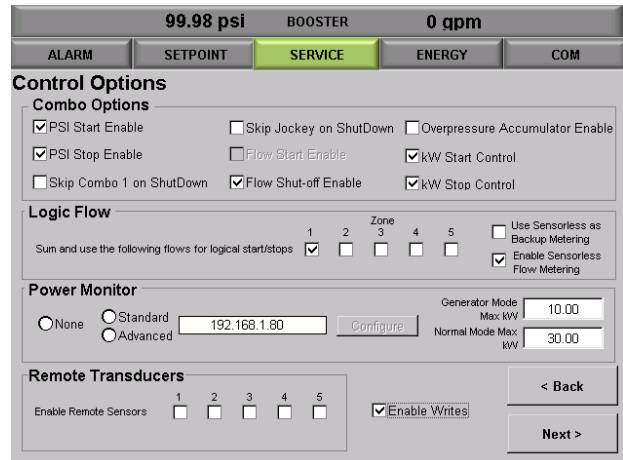 99.98 psi BOOSTER 0 gpm
ALARM SETPOINT SERVICE ENERGY COM
Control Options
Combo Options
PSI Start Enable Skip Jockey on ShutDown Overpressure Accumulator Enable
PSI Stop Enable Flow Start Enable kW Start Control
Skip Combo 1 on ShutDown Flow Shut-off Enable kW Stop Control
Logic Flow
Zone
1 2 3 4 5
Sum and use the following flows for logical start/stops
Use Sensorless as
Backup Metering
Enable Sensorless
Flow Metering
Power Monitor
None
Standard
Advanced
192.168.1.80
Configure
Generator Mode
Max kW
10.00
Normal Mode Max
kW
30.00
Remote Transducers
1 2 3 4 5
Enable Remote Sensors
Enable Writes
< Back
Next >